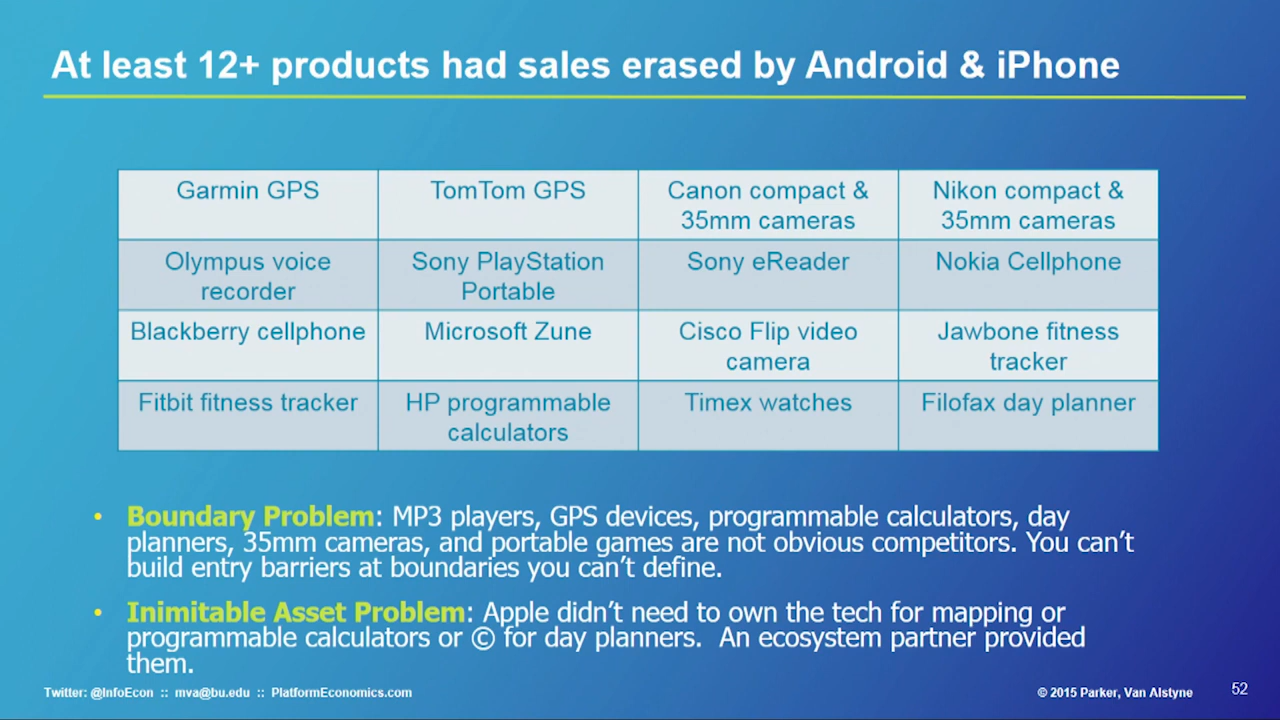 At least 12+ products had sales erased by Android & iPhone
Garmin GPS
TomTom GPS
Canon compact &
35mm cameras
Nikon compact &
35mm cameras
Olympus voice
recorder
Sony PlayStation
Portable
Sony eReader
Nokia Cellphone
Blackberry cellphone
Microsoft Zune
Cisco Flip video
camera
Jawbone fitness
tracker
Fitbit fitness tracker
HP programmable
calculators
Timex watches
Filofax day planner
• Boundary Problem: MP3 players, GPS devices, programmable calculators, day
planners, 35mm cameras, and portable games are not obvious competitors. You can’t
build entry barriers at boundaries you can’t define.
• Inimitable Asset Problem: Apple didn’t need to own the tech for mapping or
programmable calculators or © for day planners.  An ecosystem partner provided
them.
Twitter: @InfoEcon :: mva@bu.edu :: PlatformEconomics.com
© 2015 Parker, Van Alstyne
52